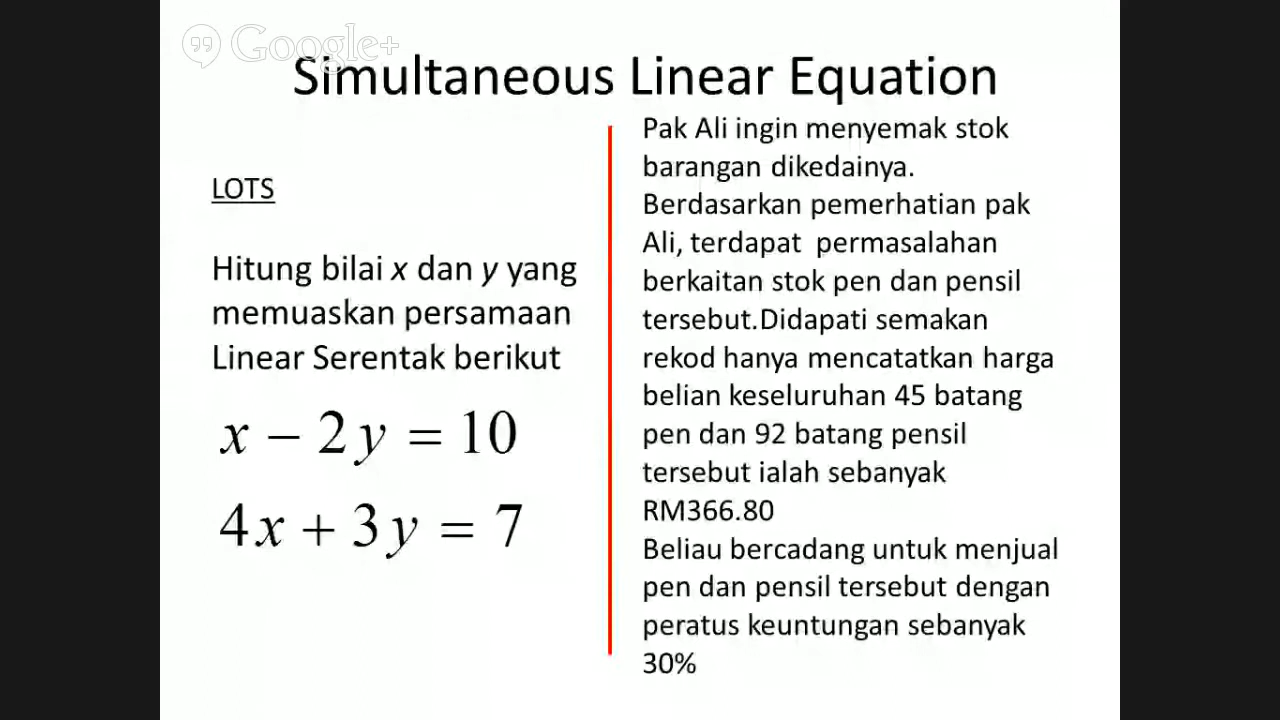 Google+
Simultaneous Linear Equation
LOTS
Hitung bilai x dan y yang
memuaskan persamaan
Linear Serentak berikut
x − 2y = 10
4x + 3y = 7
Pak Ali ingin menyemak stok
barangan dikedainya.
Berdasarkan pemerhatian pak
Ali, terdapat permasalahan
berkaitan stok pen dan pensil
tersebut.Didapati semakan
rekod hanya mencatatkan harga
belian keseluruhan 45 batang
pen dan 92 batang pensil
tersebut ialah sebanyak
RM366.80
Beliau bercadang untuk menjual
pen dan pensil tersebut dengan
peratus keuntungan sebanyak
30%